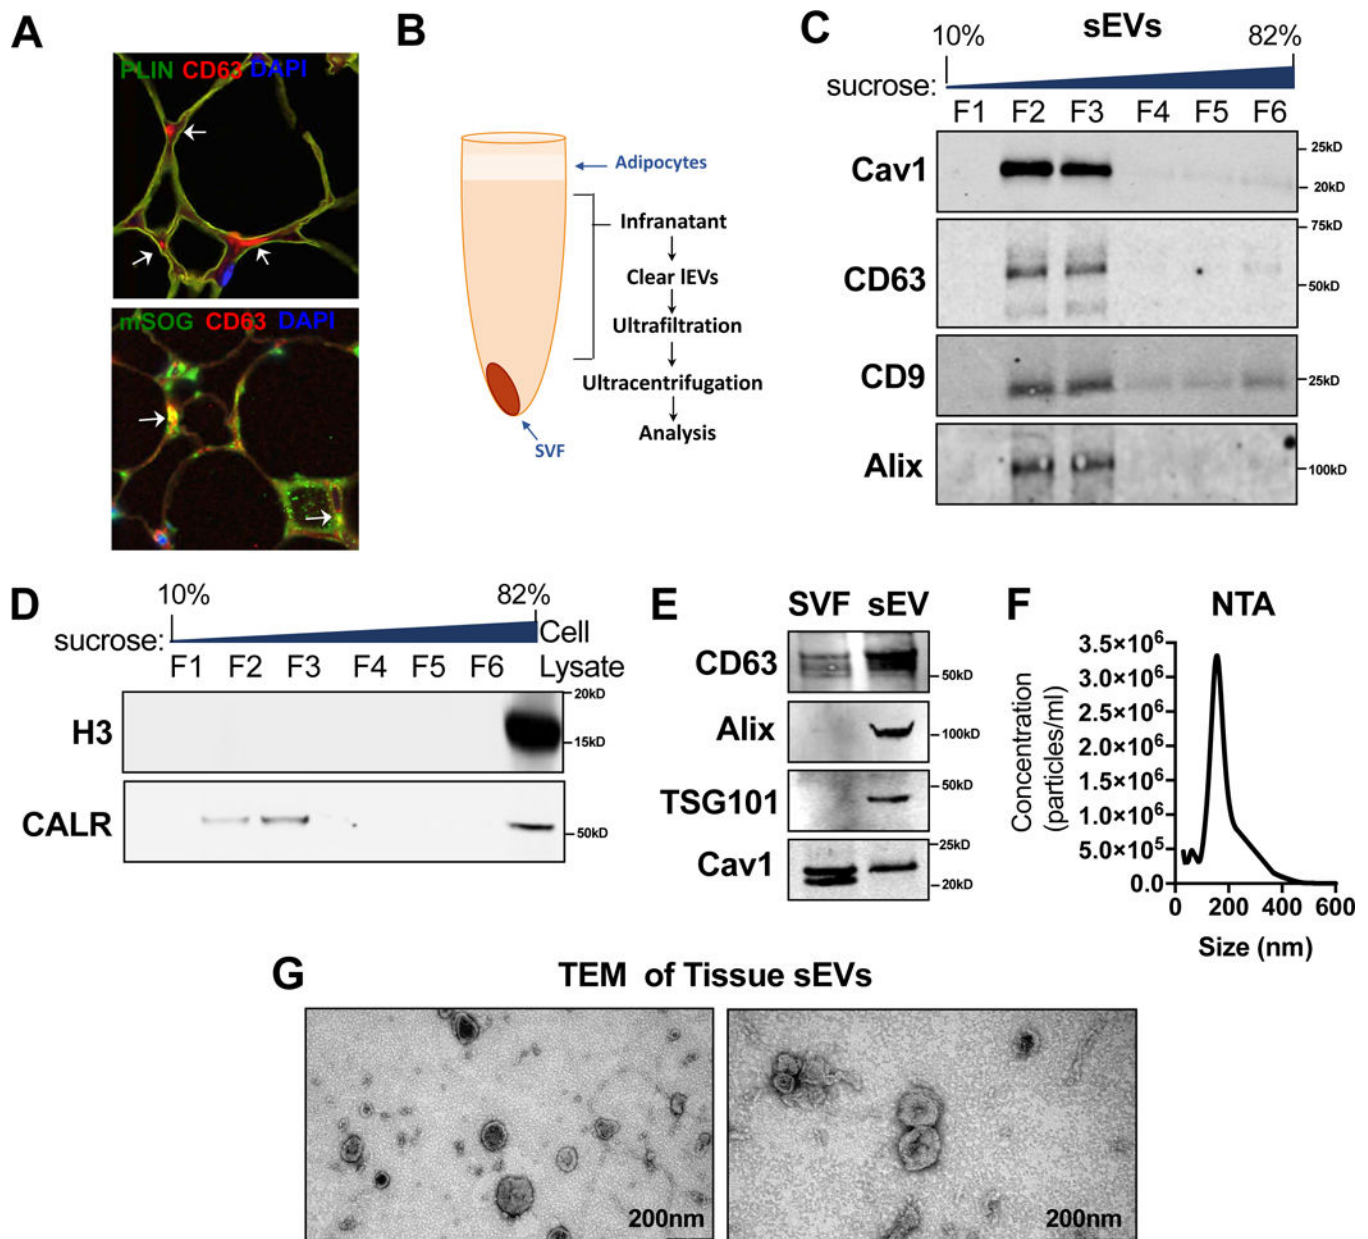 A
PLIN CD63 DAPI
mSOG CD63 DAPI
B
Adipocytes
Infranatant
Clear lEVs
Ultrafiltration
Ultracentrifugation
Analysis
SVF
C
sEVs
10% 82%
sucrose:
F1 F2 F3 F4 F5 F6
Cav1
25kD
20kD
CD63
75kD
50kD
CD9
25kD
Alix
100kD
D
10% 82%
sucrose: Cell
F1 F2 F3 F4 F5 F6 Lysate
H3
20kD
15kD
CALR
50kD
E
SVF sEV
CD63
50kD
Alix
100kD
TSG101
50kD
Cav1
25kD
20kD
F
NTA
Concentration
(particles/ml)
3.5×10⁶
3.0×10⁶
2.5×10⁶
2.0×10⁶
1.5×10⁶
1.0×10⁶
5.0×10⁵
0.0
0 200 400 600
Size (nm)
G
TEM of Tissue sEVs
200nm
200nm